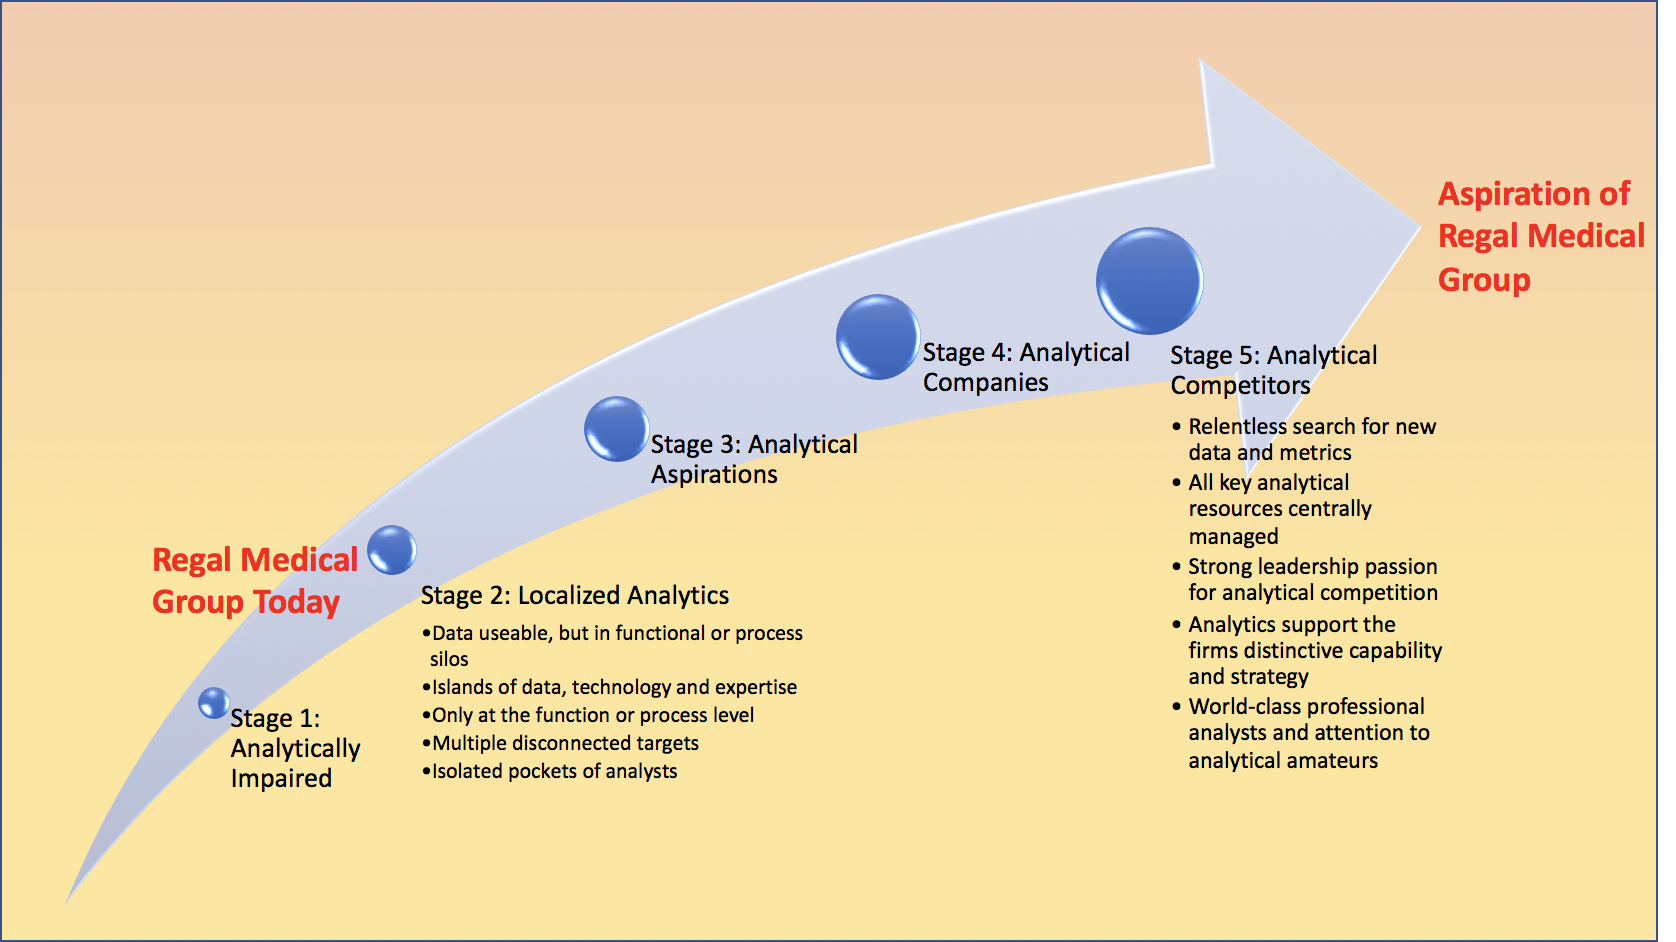 Aspiration of
Regal Medical
Group
Regal Medical
Group Today
Stage 1:
Analytically
Impaired
Stage 2: Localized Analytics
•Data useable, but in functional or process
silos
•Islands of data, technology and expertise
•Only at the function or process level
•Multiple disconnected targets
•Isolated pockets of analysts
Stage 3: Analytical
Aspirations
Stage 4: Analytical
Companies
Stage 5: Analytical
Competitors
• Relentless search for new
data and metrics
• All key analytical
resources centrally
managed
• Strong leadership passion
for analytical competition
• Analytics support the
firms distinctive capability
and strategy
• World-class professional
analysts and attention to
analytical amateurs